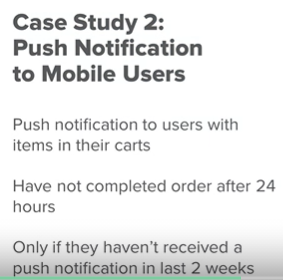 Case Study 2:
Push Notification
to Mobile Users
Push notification to users with
items in their carts
Have not completed order after 24
hours
Only if they haven't received a
push notification in last 2 weeks